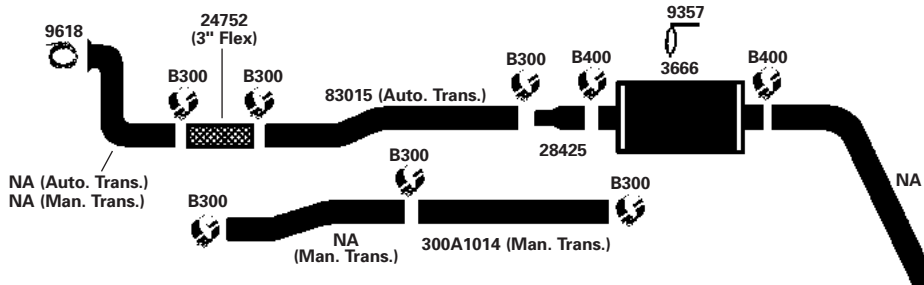 9618
24752
(3" Flex)
B300
B300
83015 (Auto. Trans.)
B300
B400
9357
3666
B400
28425
NA (Auto. Trans.)
NA (Man. Trans.)
NA
B300
B300
B300
NA
(Man. Trans.)
300A1014 (Man. Trans.)